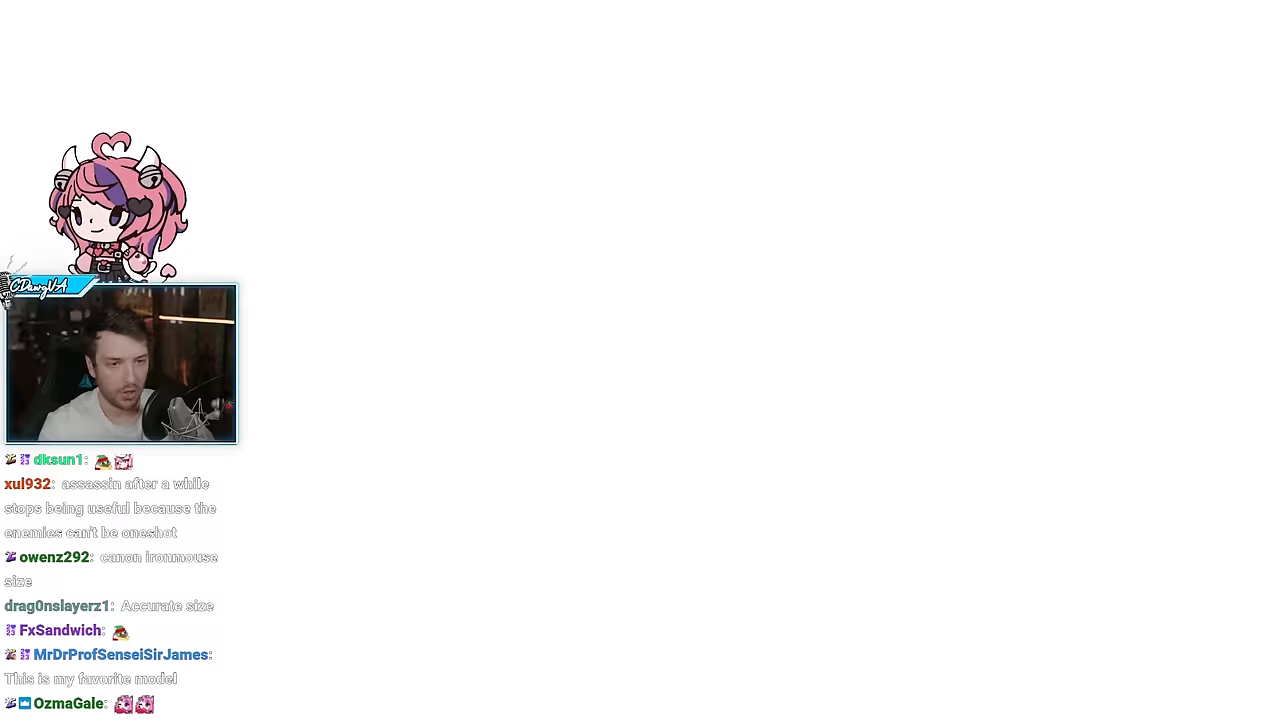 CDawgVA
dksun1:
xul932: assassin after a while
stops being useful because the
enemies can't be oneshot
owenz292: canon ironmouse
size
drag0nslayerz1: Accurate size
FxSandwich:
MrDrProfSenseiSirJames:
This is my favorite model
OzmaGale: